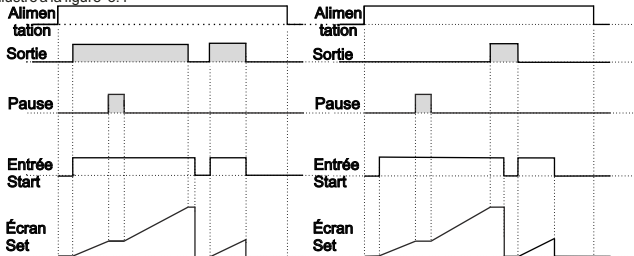 illustré à la figure 3.4
Alimen
tation
Sortie
Pause
Entrée
Start
Écran
Set
Alimen
tation
Sortie
Pause
Entrée
Start
Écran
Set